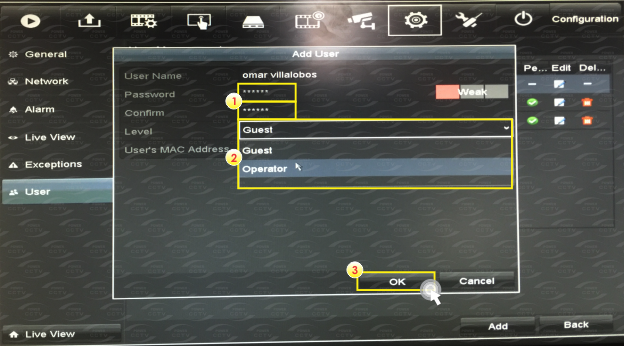 Configuration
General
Network
Alarm
Live View
Exceptions
User
Add User
User Name omar villalobos
Password ****** Weak
1
Confirm ******
Level Guest
User's MAC Address Guest
2
Operator
3
OK Cancel
Pe... Edit Del...
Add Back
Live View